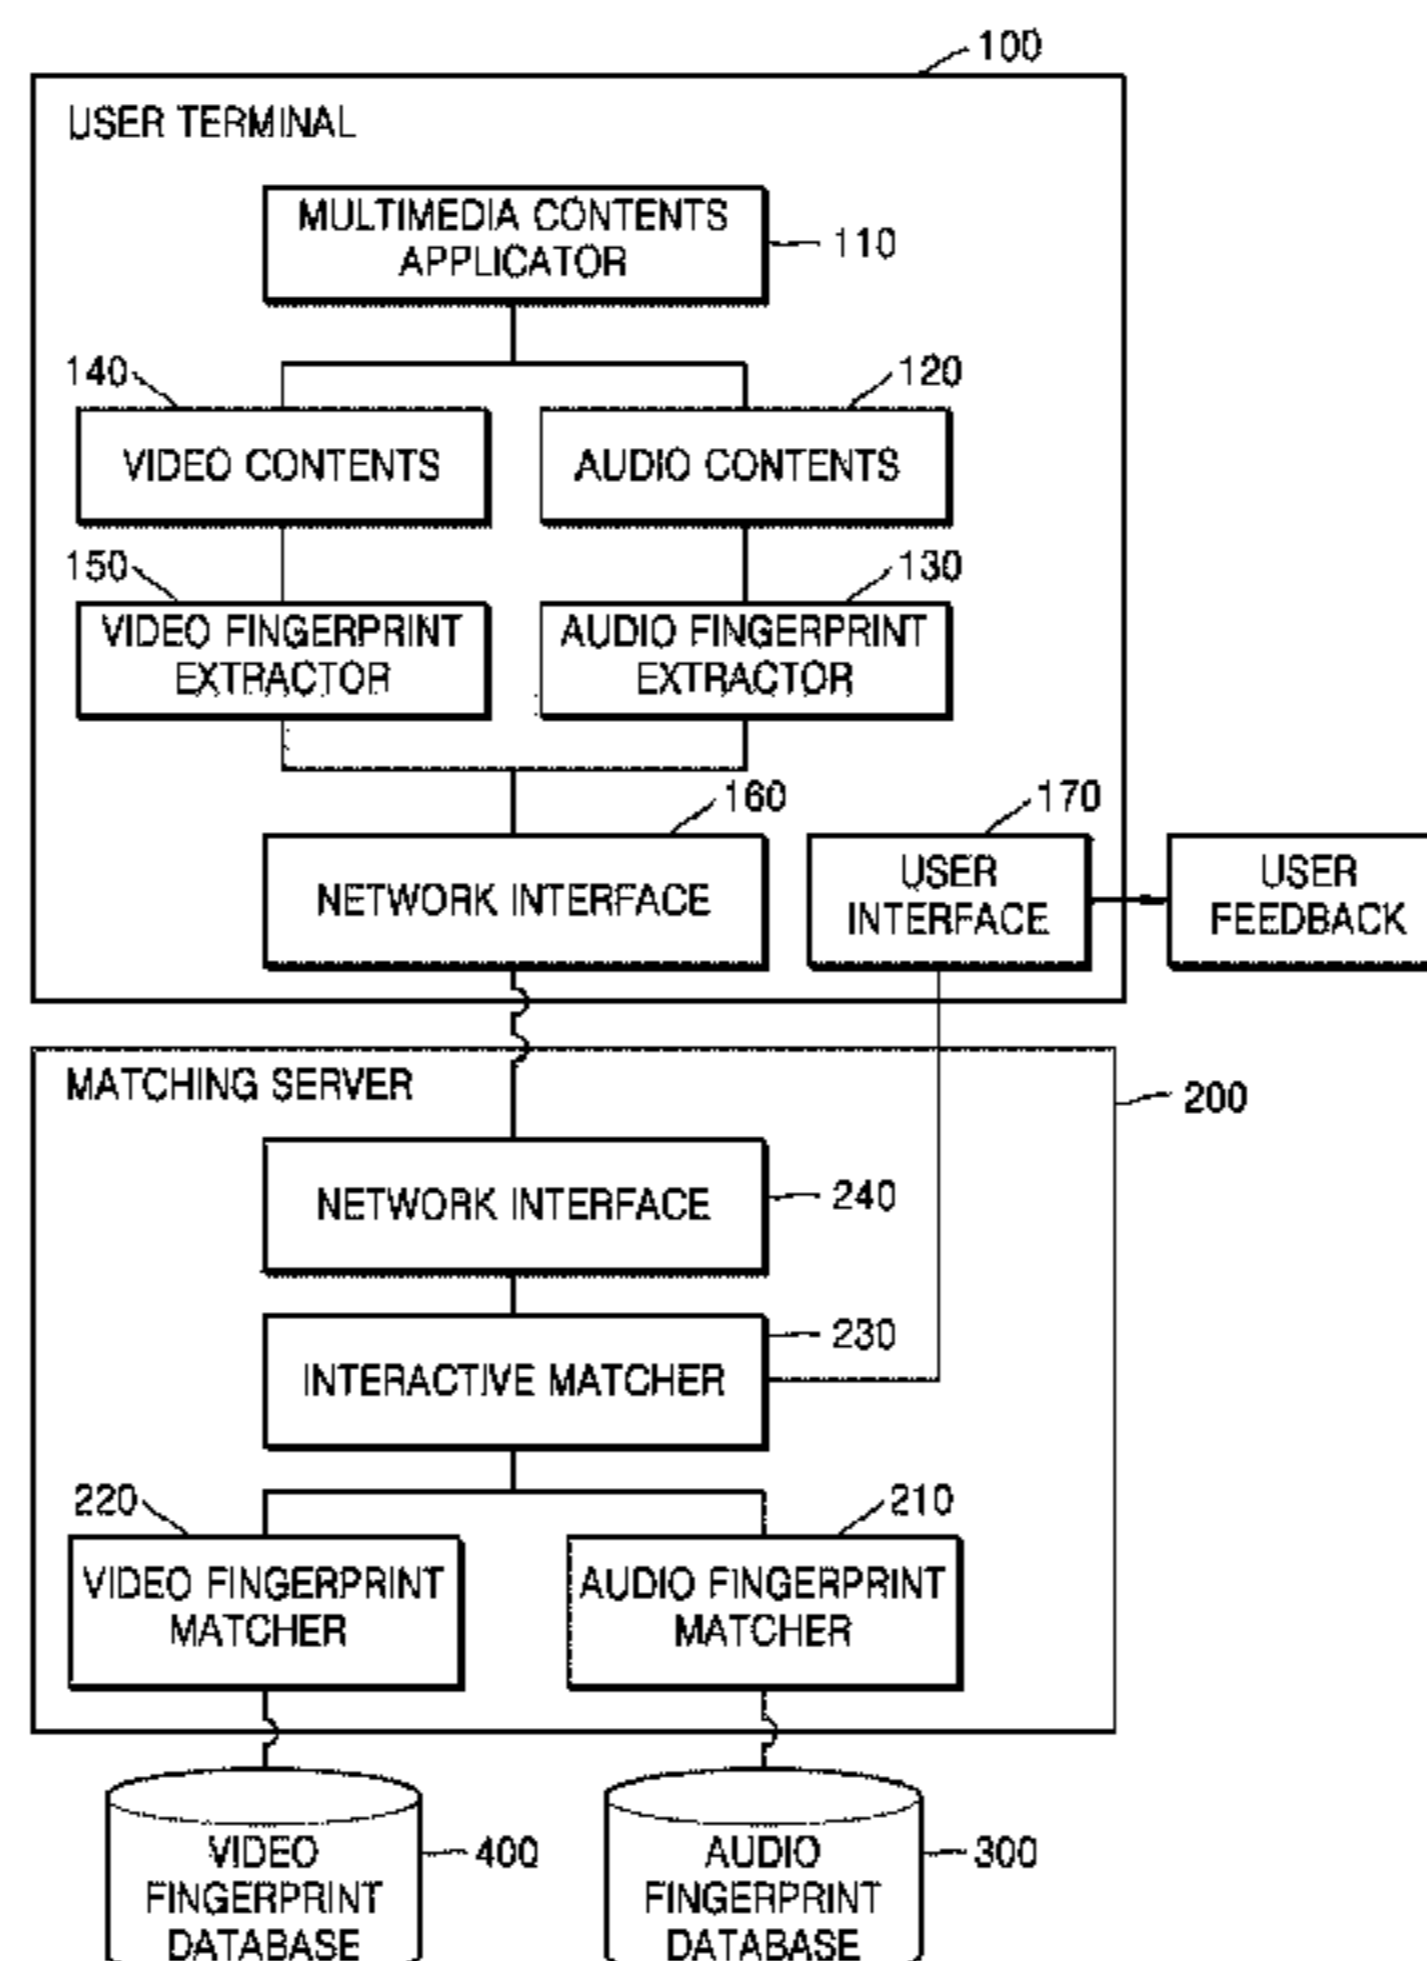 100
USER TERMINAL
MULTIMEDIA CONTENTS
APPLICATOR
110
140
120
VIDEO CONTENTS
AUDIO CONTENTS
150
130
VIDEO FINGERPRINT
EXTRACTOR
AUDIO FINGERPRINT
EXTRACTOR
160
170
NETWORK INTERFACE
USER
INTERFACE
USER
FEEDBACK
MATCHING SERVER
200
NETWORK INTERFACE
240
230
INTERACTIVE MATCHER
220
210
VIDEO FINGERPRINT
MATCHER
AUDIO FINGERPRINT
MATCHER
VIDEO
FINGERPRINT
DATABASE
400
AUDIO
FINGERPRINT
DATABASE
300